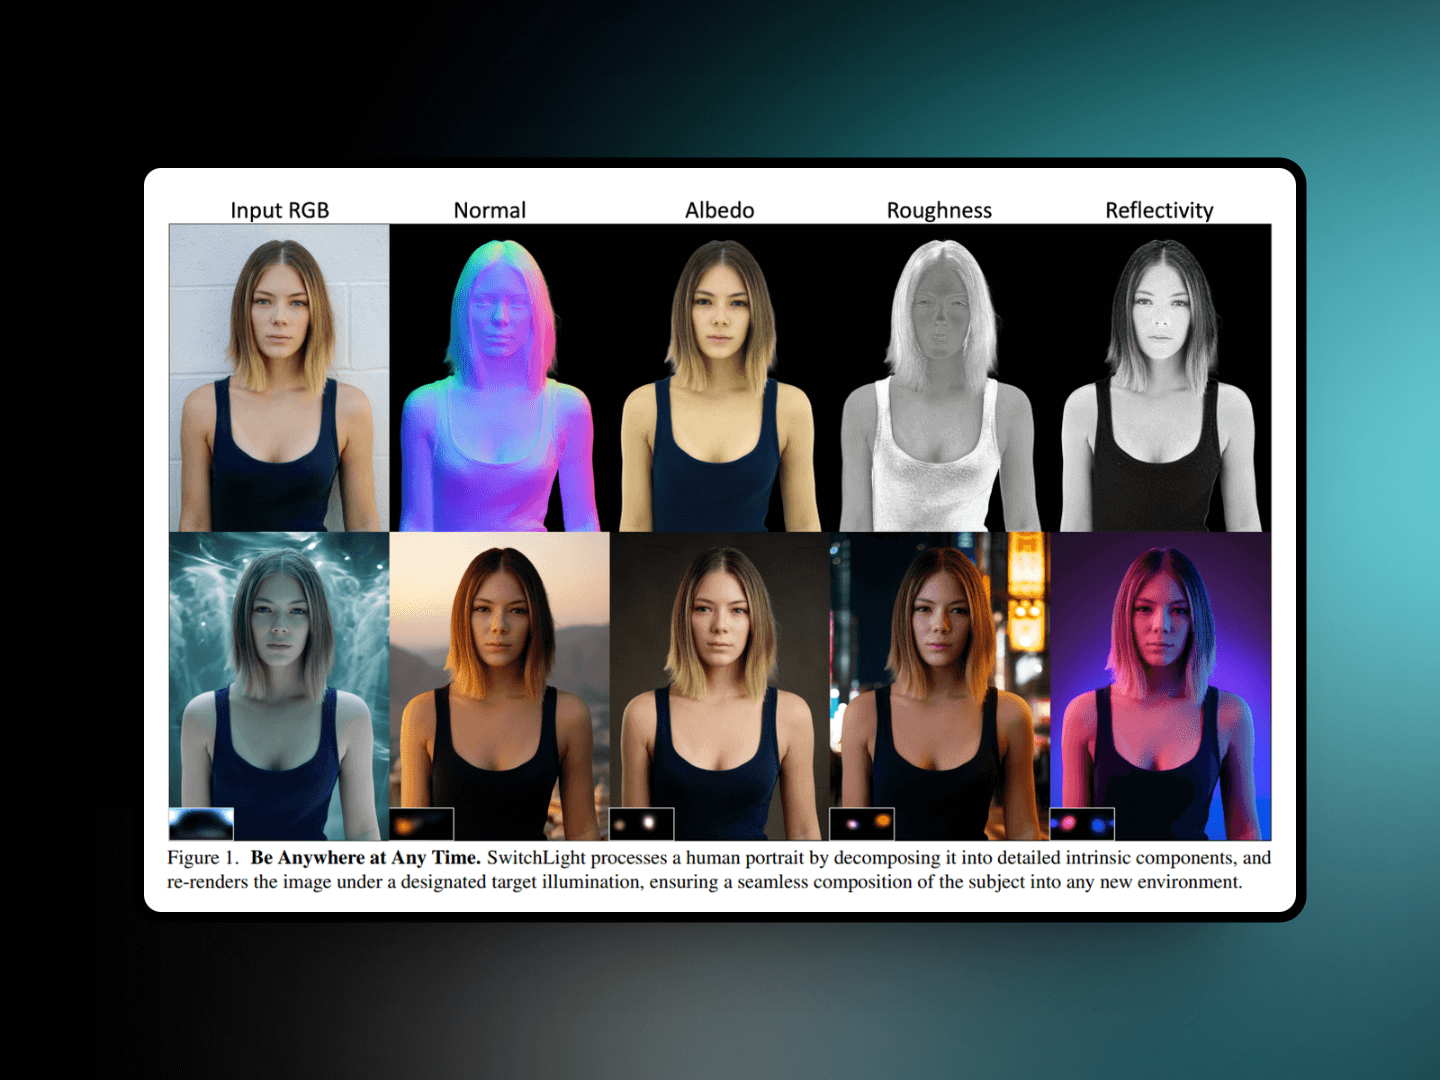 Input RGB
Normal
Albedo
Roughness
Reflectivity
Figure 1. Be Anywhere at Any Time. SwitchLight processes a human portrait by decomposing it into detailed intrinsic components, and
re-renders the image under a designated target illumination, ensuring a seamless composition of the subject into any new environment.